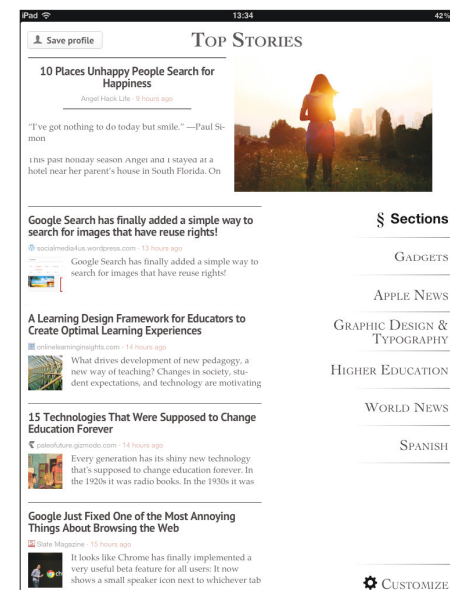 iPad
13:34
42%
Save profile
TOP STORIES
10 Places Unhappy People Search for
Happiness
Angel Hack Life · 9 hours ago
"I've got nothing to do today but smile." —Paul Si-
mon
This past holiday season Angel and I stayed at a
hotel near her parent's house in South Florida. On
Google Search has finally added a simple way to
search for images that have reuse rights!
socialmedia4us.wordpress.com · 13 hours ago
Google Search has finally added a simple way to
search for images that have reuse rights!
A Learning Design Framework for Educators to
Create Optimal Learning Experiences
onlinelearninginsights.com · 14 hours ago
What drives development of new pedagogy, a
new way of teaching? Changes in society, stu-
dent expectations, and technology are motivating
15 Technologies That Were Supposed to Change
Education Forever
paleofuture.gizmodo.com · 14 hours ago
Every generation has its shiny new technology
that's supposed to change education forever. In
the 1920s it was radio books. In the 1930s it was
Google Just Fixed One of the Most Annoying
Things About Browsing the Web
Slate Magazine · 15 hours ago
ch
It looks like Chrome has finally implemented a
very useful beta feature for all users: It now
shows a small speaker icon next to whichever tab
§ Sections
GADGETS
APPLE NEWS
GRAPHIC DESIGN &
TYPOGRAPHY
HIGHER EDUCATION
WORLD NEWS
SPANISH
CUSTOMIZE